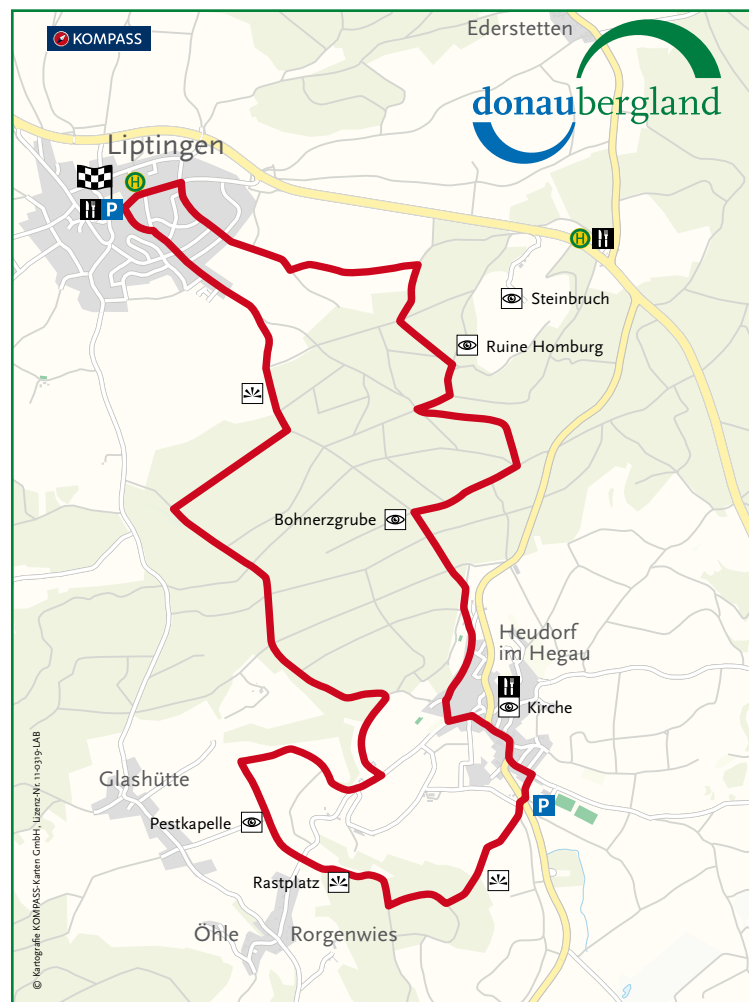 KOMPASS
Ederstetten
donaubergland
Liptingen
H
P
H
Steinbruch
Ruine Homburg
Bohnerzgrube
Heudorf
im Hegau
Kirche
Glashütte
P
Pestkapelle
Rastplatz
Öhle
Rorgenwies
© Kartografie KOMPASS-Karten GmbH, Lizenz-Nr. 11-0319-LAB